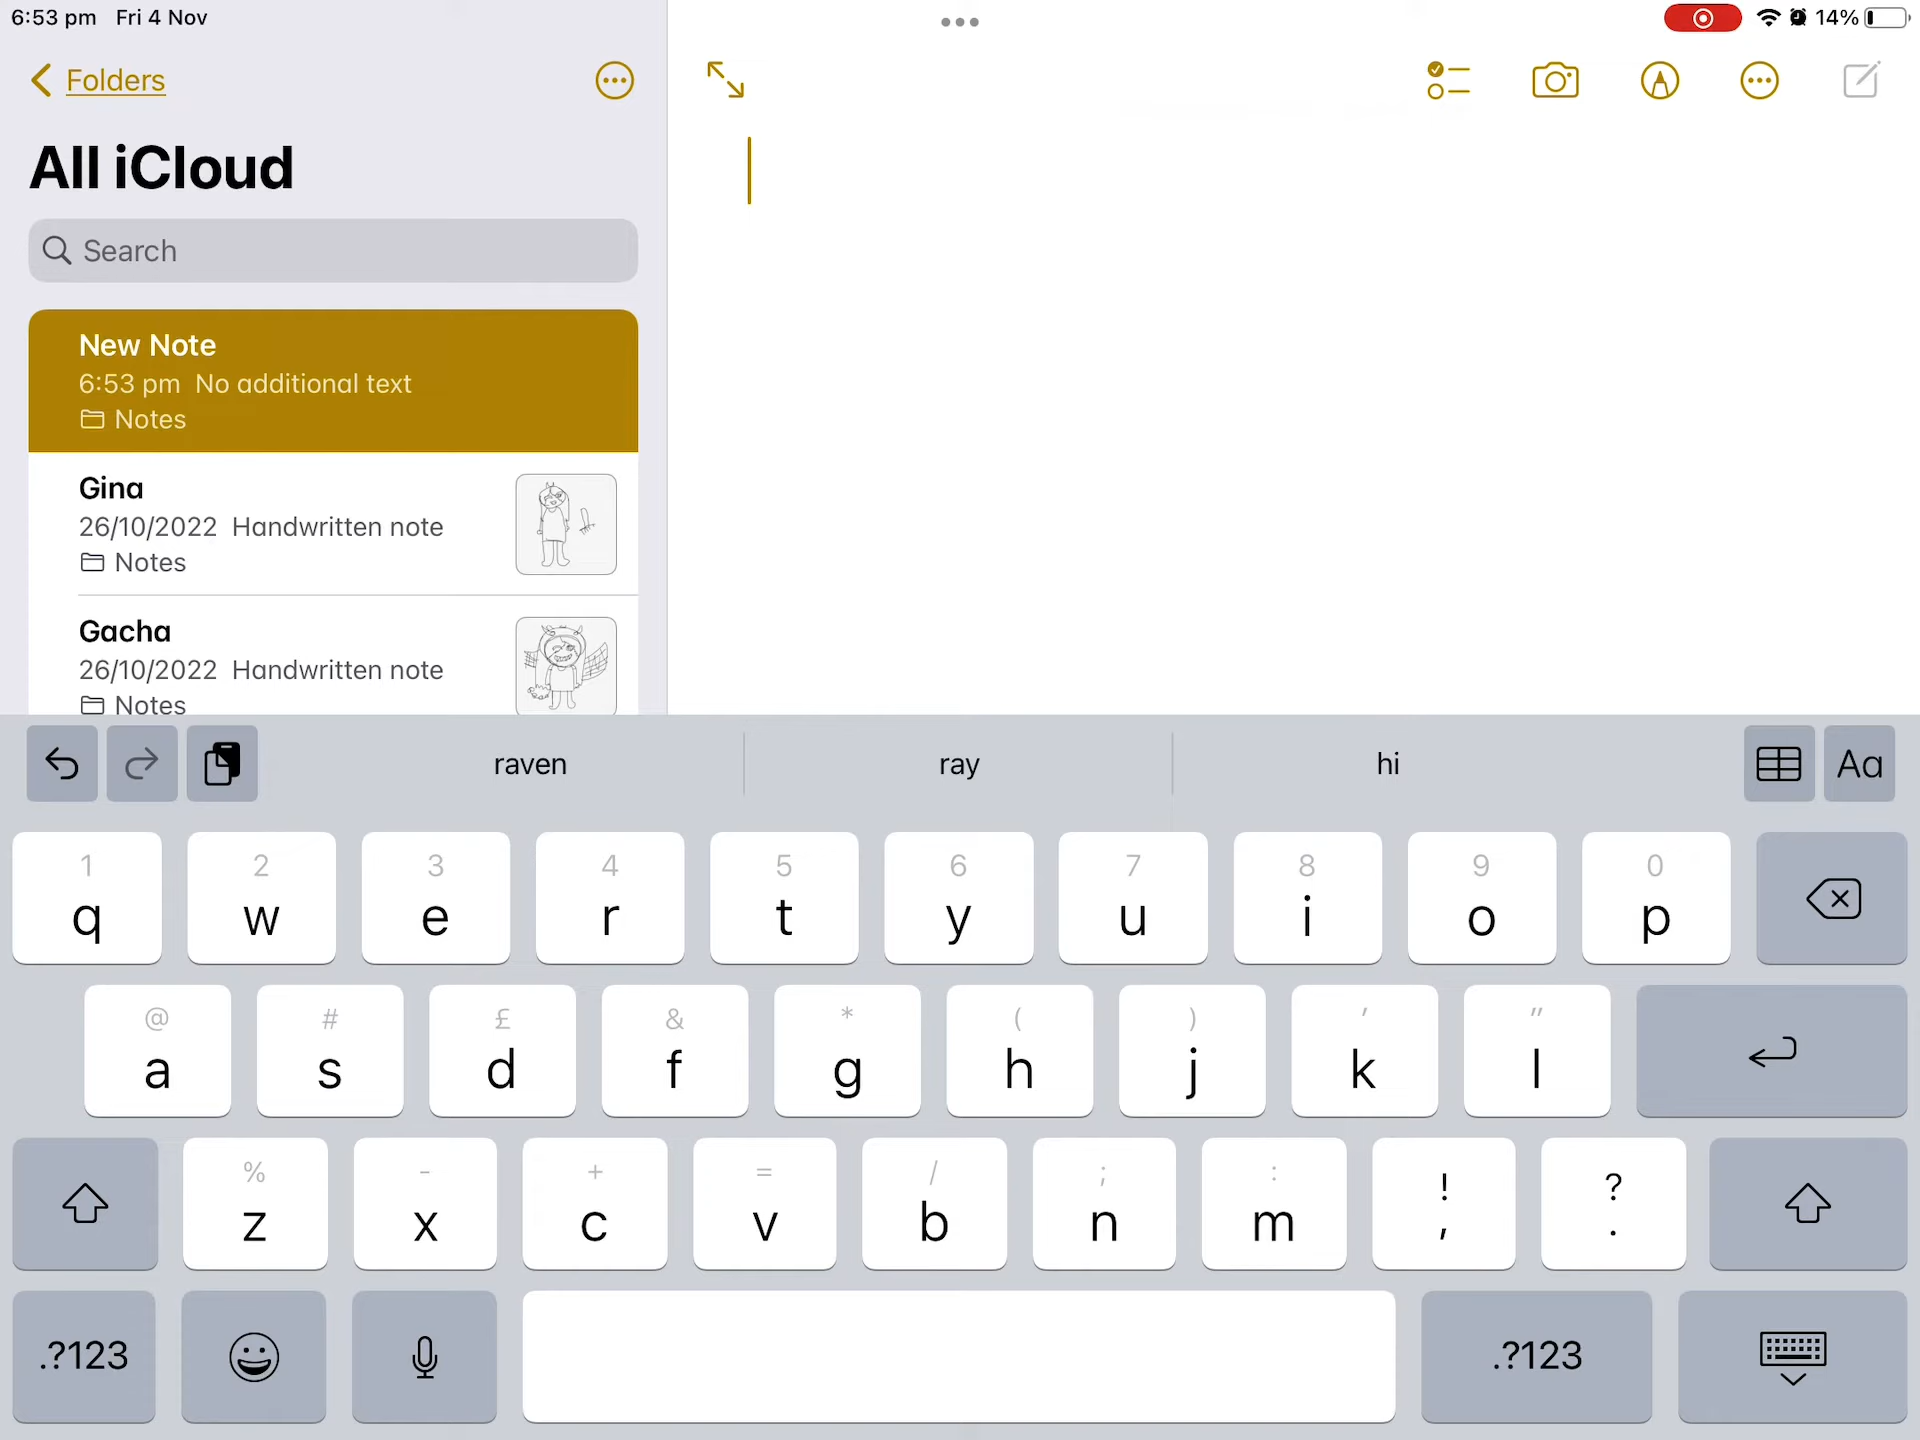 6:53 pm Fri 4 Nov
14%
Folders
All iCloud
Search
New Note
6:53 pm No additional text
Notes
Gina
26/10/2022 Handwritten note
Notes
Gacha
26/10/2022 Handwritten note
Notes
raven ray hi
Aa
1 2 3 4 5 6 7 8 9 0
q w e r t y u i o p
@ # £ & * ( ) ' "
a s d f g h j k l
% - + = / ; : ! ?
z x c v b n m , .
.?123 .?123